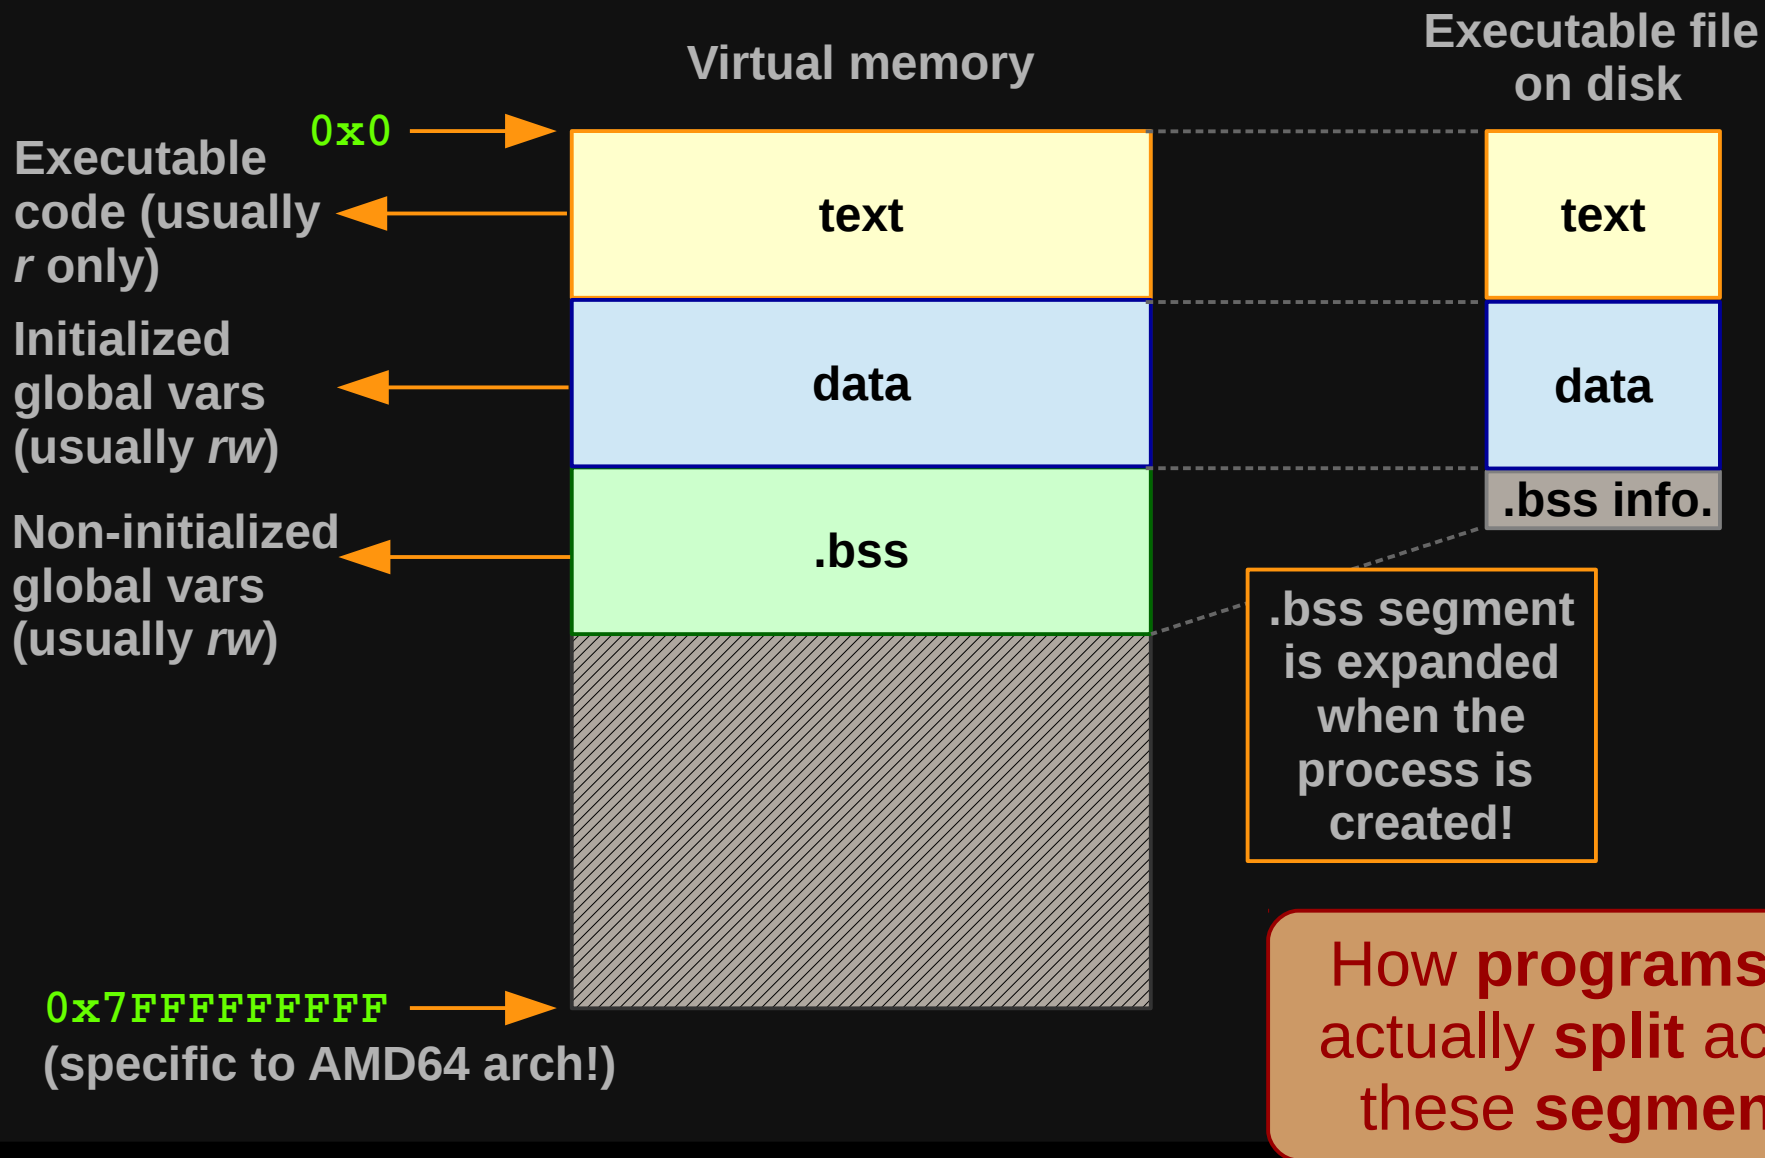 Virtual memory
Executable file
on disk
0x0
Executable
code (usually
r only)
text
text
Initialized
global vars
(usually rw)
data
data
.bss info.
Non-initialized
global vars
(usually rw)
.bss
.bss segment
is expanded
when the
process is
created!
0x7FFFFFFFFF
(specific to AMD64 arch!)
How programs
actually split ac
these segmen